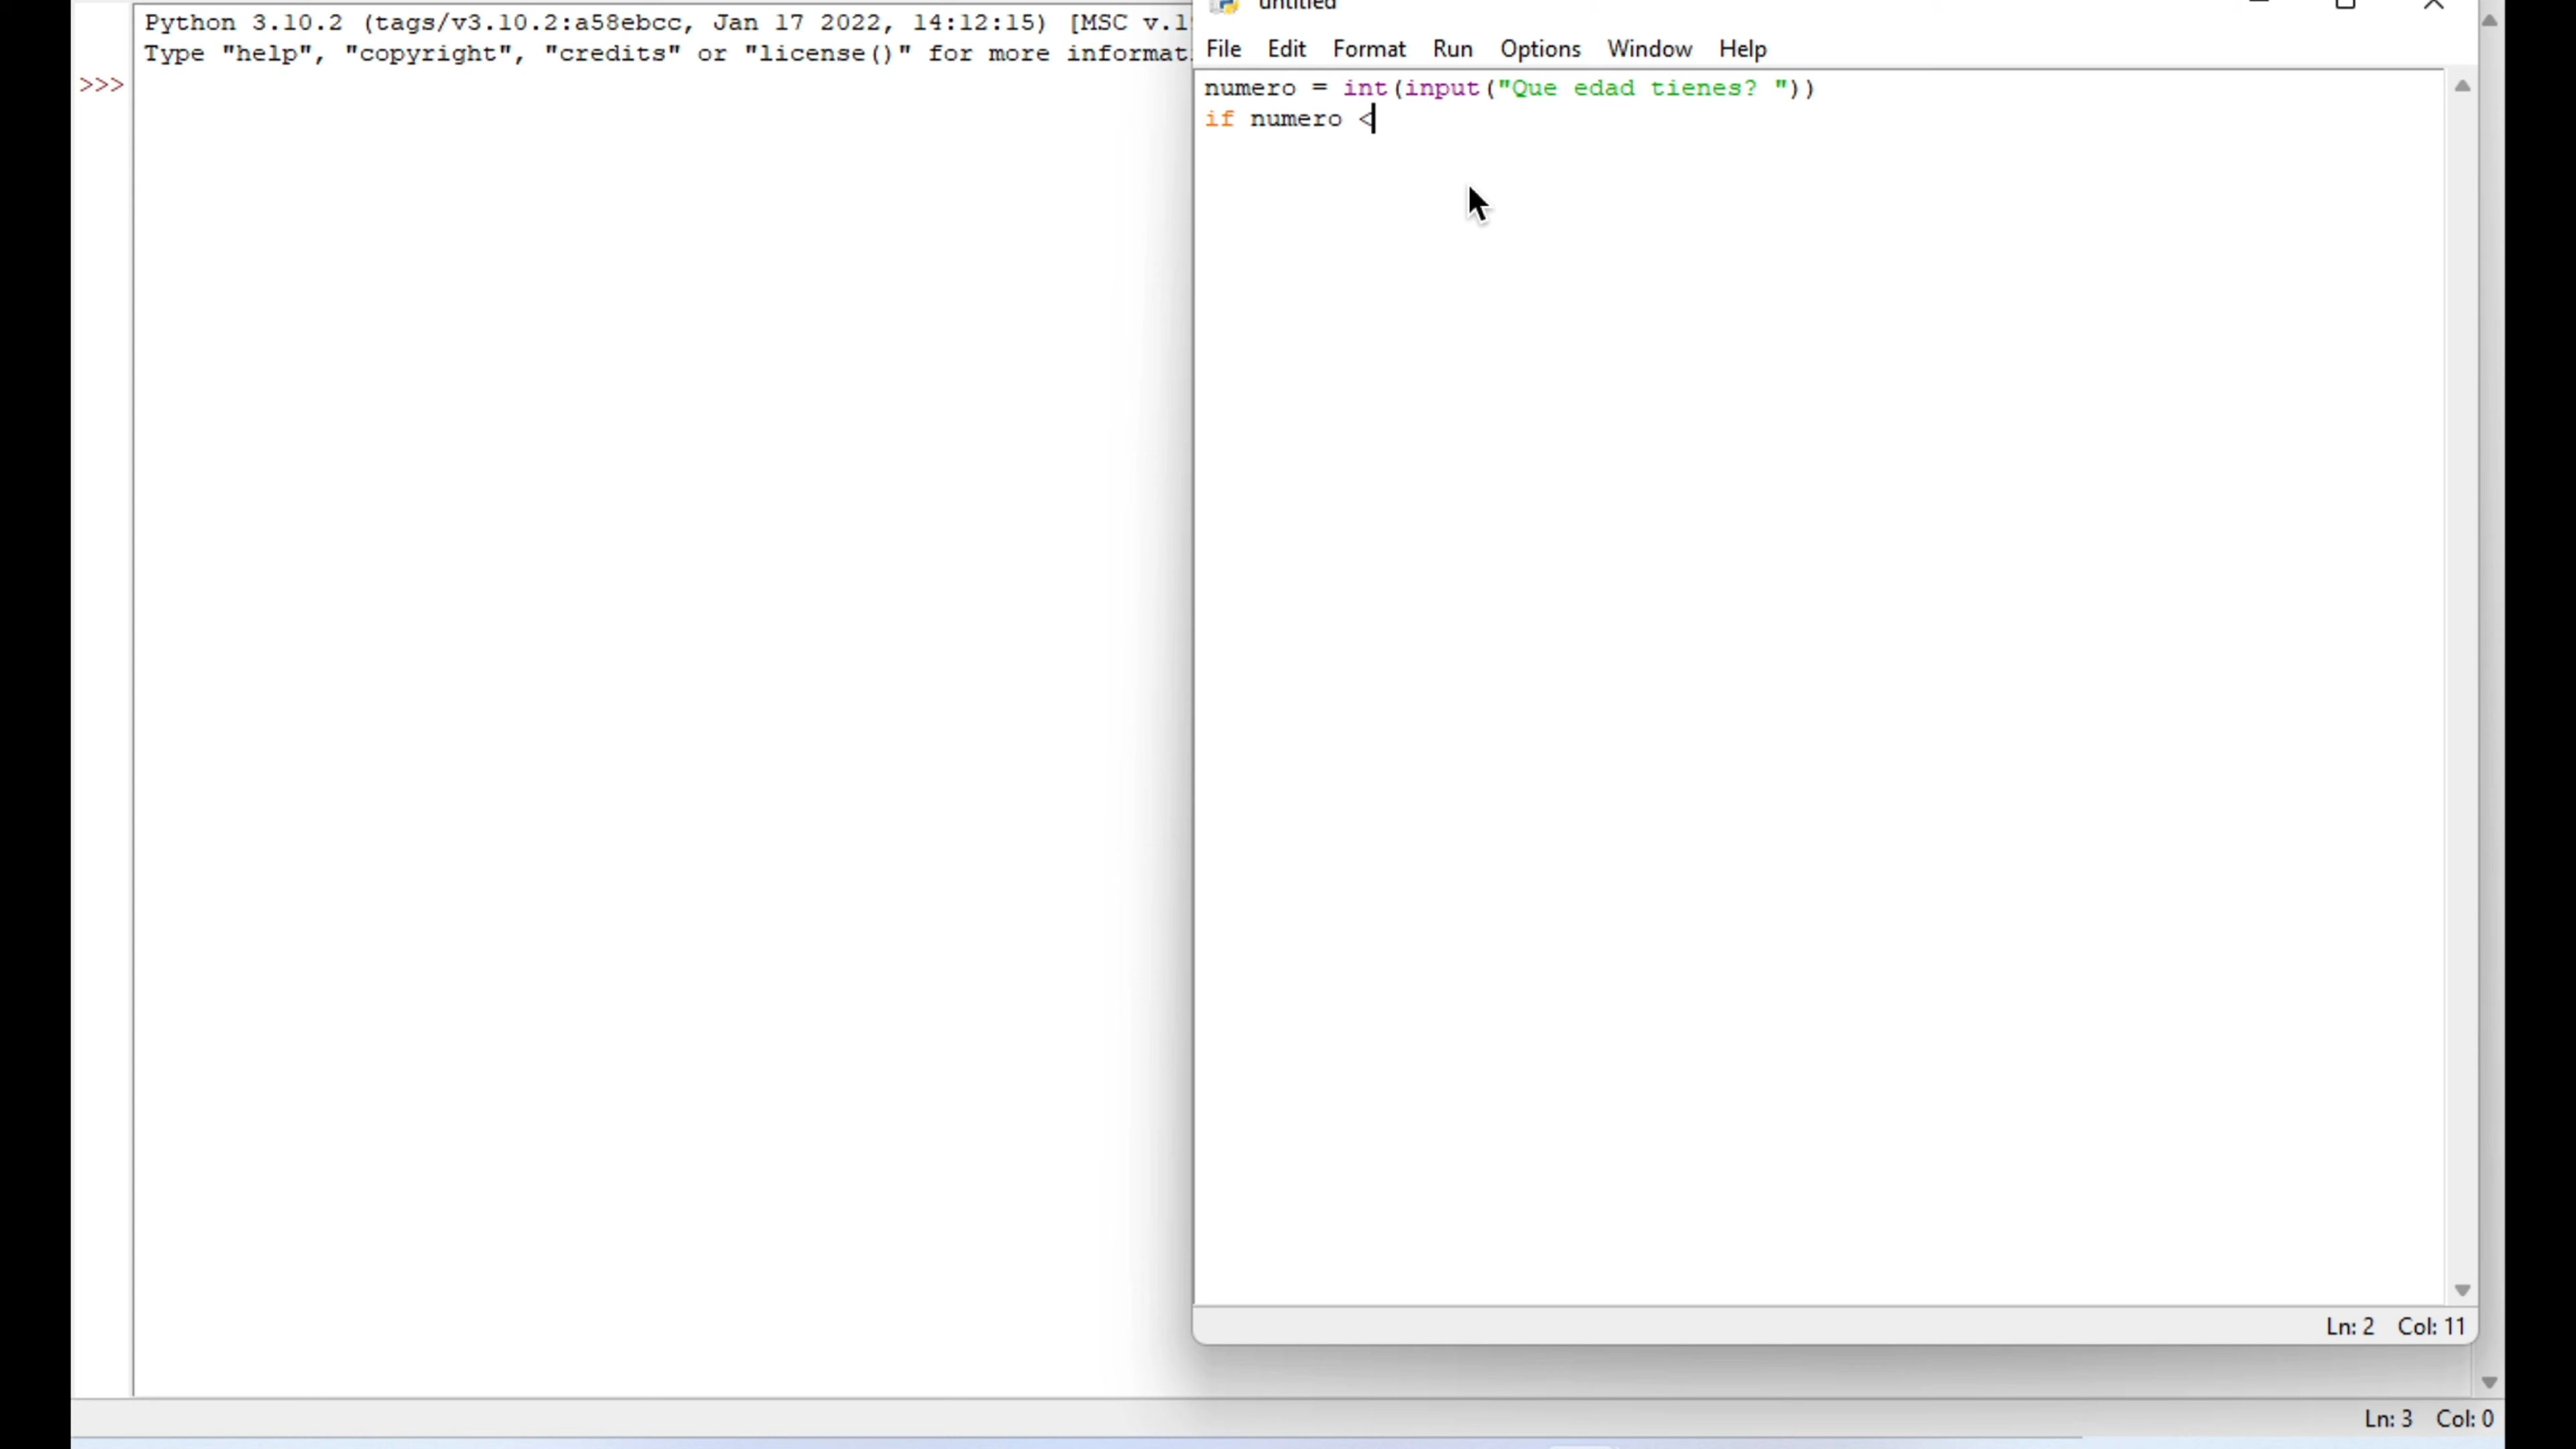 Python 3.10.2 (tags/v3.10.2:a58ebcc, Jan 17 2022, 14:12:15) [MSC
Type "help", "copyright", "credits" or "license()" for more
>>>
untitled
File Edit Format Run Options Window Help
numero = int(input("Que edad tienes? "))
if numero <
Ln: 2 Col: 11
Ln: 3 Col: 0